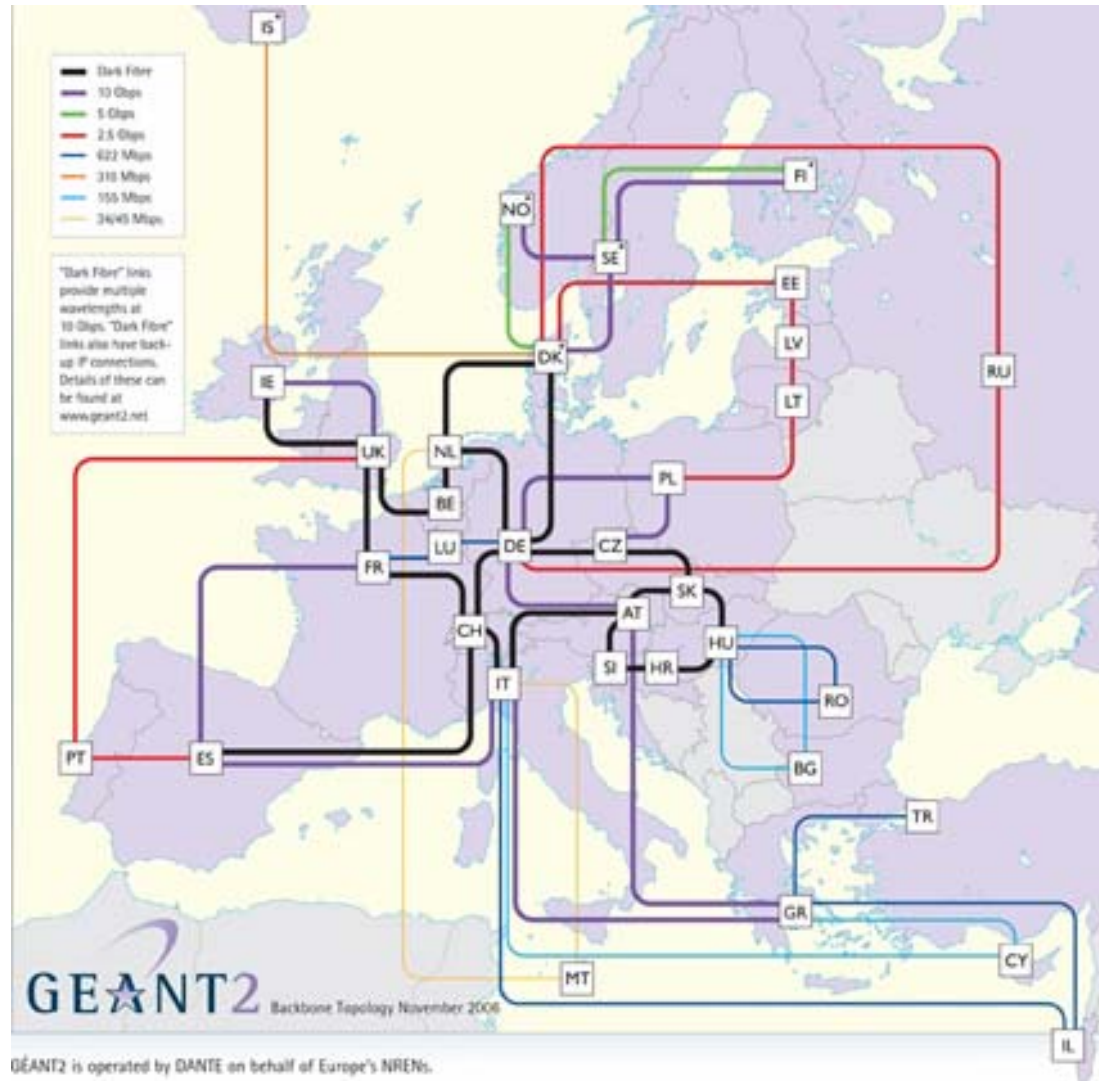 IS
Dark Fibre
10 Gbps
5 Gbps
2.5 Gbps
622 Mbps
310 Mbps
155 Mbps
34/45 Mbps
"Dark Fibre" links
provide multiple
wavelengths at
10 Gbps. "Dark Fibre"
links also have back-
up IP connections.
Details of these can
be found at
www.geant2.net
NO
FI
SE
EE
LV
DK
RU
IE
LT
UK
NL
PL
BE
LU
DE
CZ
FR
SK
AT
CH
HU
SI
HR
IT
RO
PT
ES
BG
TR
GR
CY
MT
IL
GEANT2 Backbone Topology November 2006
GÉANT2 is operated by DANTE on behalf of Europe's NRENs.